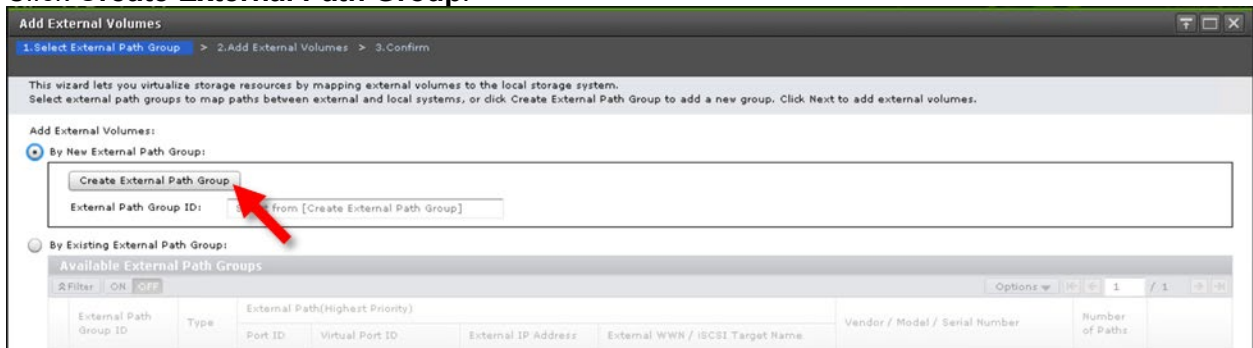 Click Create External Path Group.
Add External Volumes
1.Select External Path Group > 2.Add External Volumes > 3.Confirm
This wizard lets you virtualize storage resources by mapping external volumes to the local storage system.
Select external path groups to map paths between external and local systems, or click Create External Path Group to add a new group. Click Next to add external volumes.
Add External Volumes:
By New External Path Group:
Create External Path Group
External Path Group ID: from [Create External Path Group]
By Existing External Path Group:
Available External Path Groups
Filter ON OFF Options 1 / 1
External Path Group ID
Type
External Path(Highest Priority)
Port ID Virtual Port ID External IP Address External WWN / iSCSI Target Name
Vendor / Model / Serial Number
Number of Paths